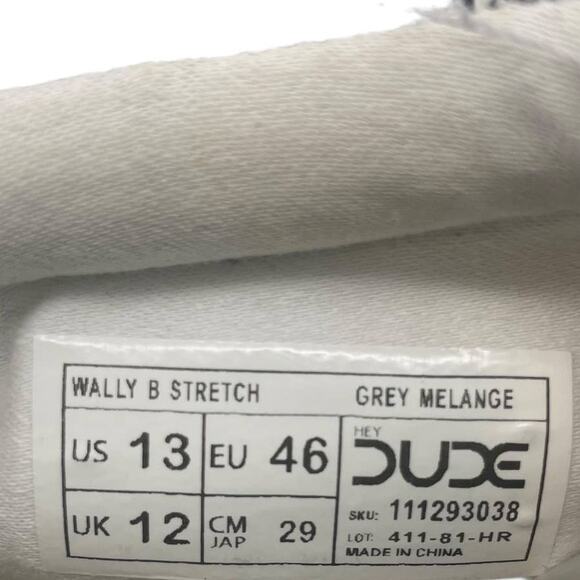 WALLY B STRETCH GREY MELANGE
US 13 EU 46
HEY
DUDE
UK 12 CM JAP 29
SKU: 111293038
LOT: 411-81-HR
MADE IN CHINA